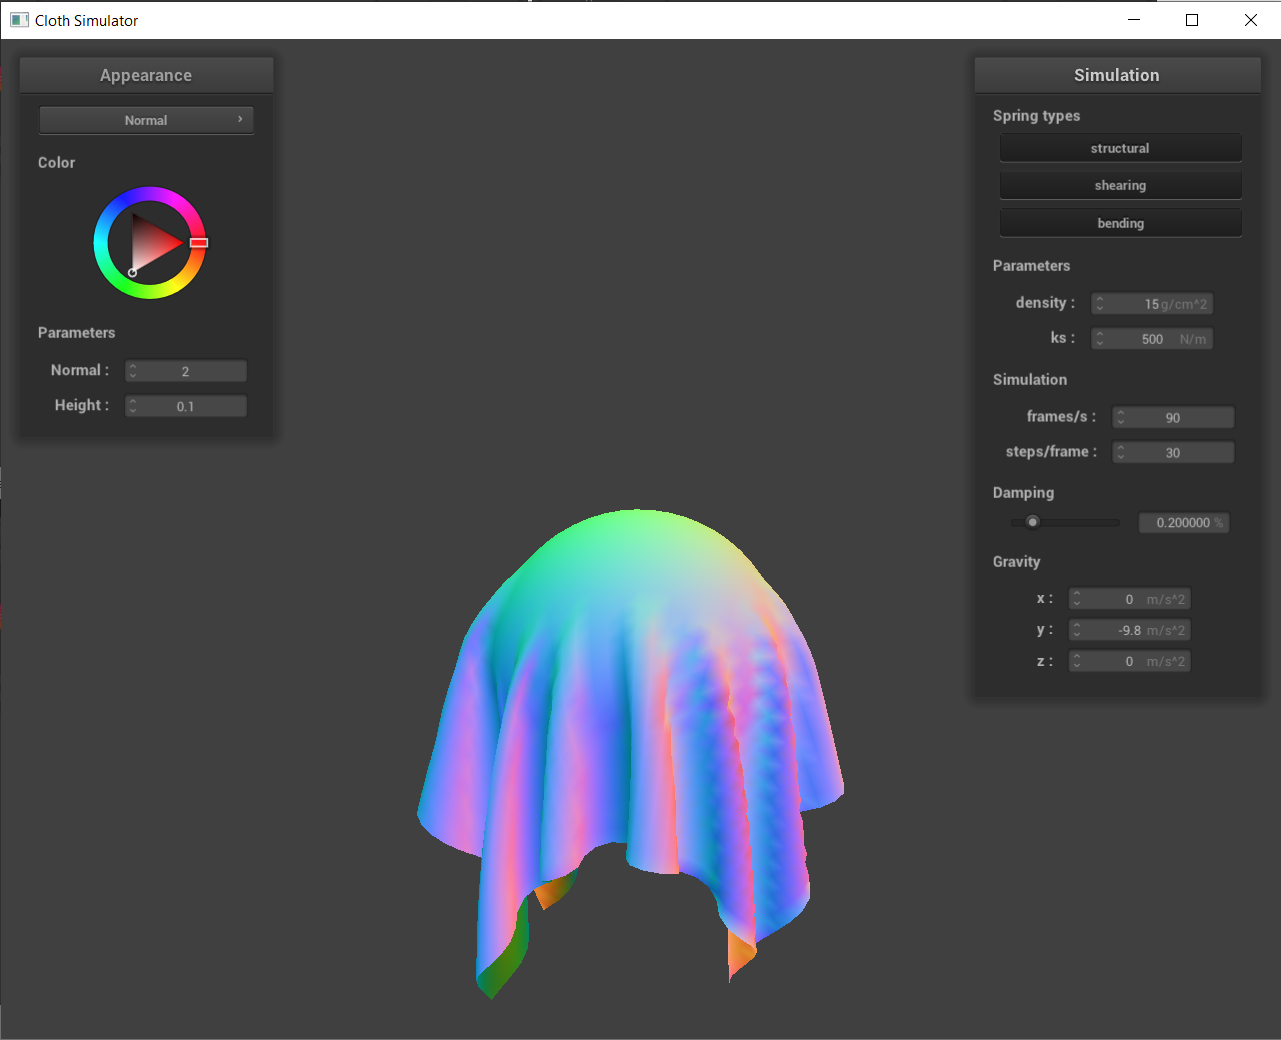 Cloth Simulator
Appearance
Normal
Color
Parameters
Normal : 2
Height : 0.1
Simulation
Spring types
structural
shearing
bending
Parameters
density : 15 g/cm^2
ks : 500 N/m
Simulation
frames/s : 90
steps/frame : 30
Damping
0.200000 %
Gravity
x : 0 m/s^2
y : -9.8 m/s^2
z : 0 m/s^2